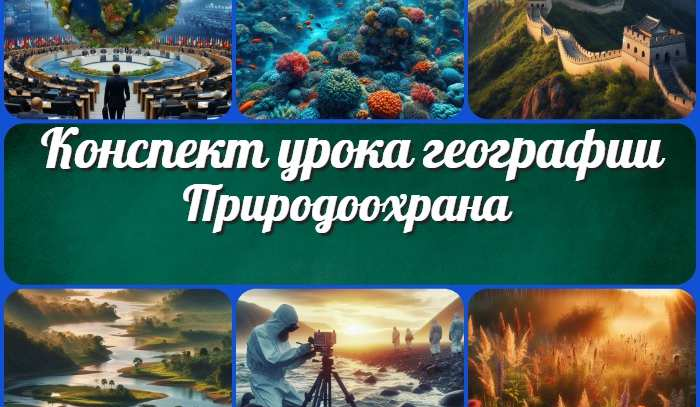 Конспект урока географии
Природоохрана